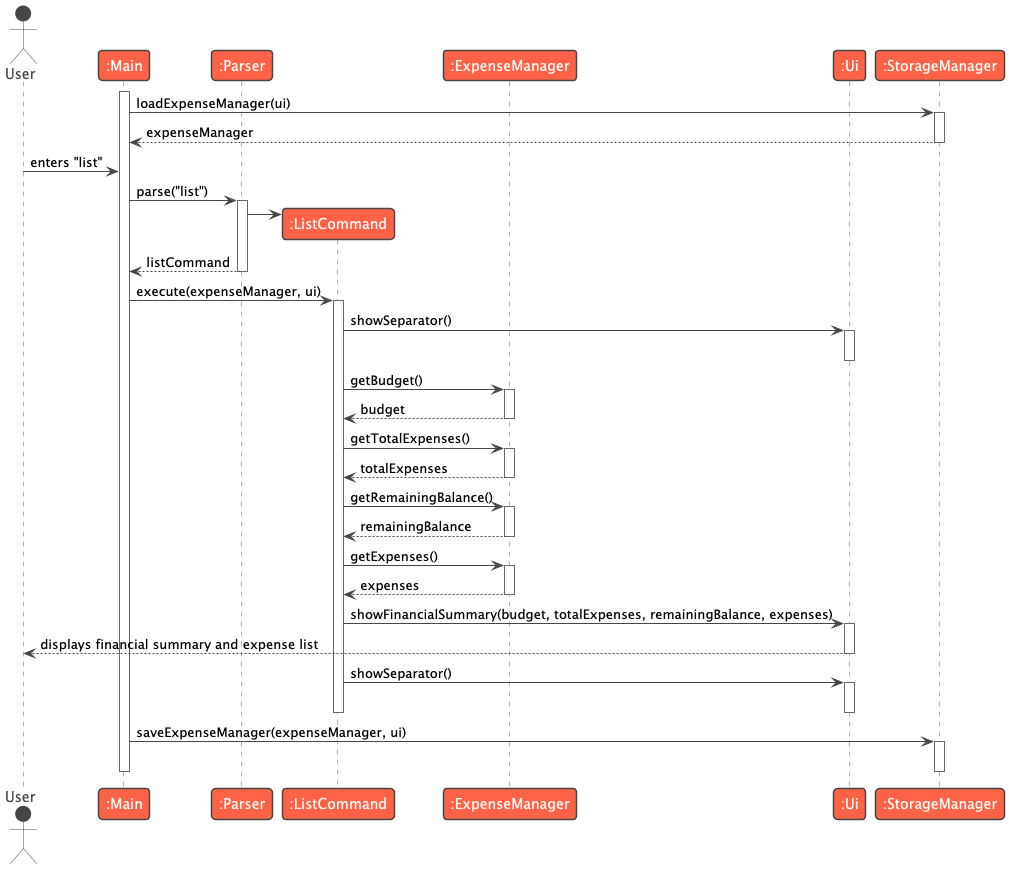 User
:Main
:Parser
:ExpenseManager
:Ui
:StorageManager
loadExpenseManager(ui)
expenseManager
enters "list"
parse("list")
:ListCommand
listCommand
execute(expenseManager, ui)
showSeparator()
getBudget()
budget
getTotalExpenses()
totalExpenses
getRemainingBalance()
remainingBalance
getExpenses()
expenses
showFinancialSummary(budget, totalExpenses, remainingBalance, expenses)
displays financial summary and expense list
showSeparator()
saveExpenseManager(expenseManager, ui)
User
:Main
:Parser
:ListCommand
:ExpenseManager
:Ui
:StorageManager